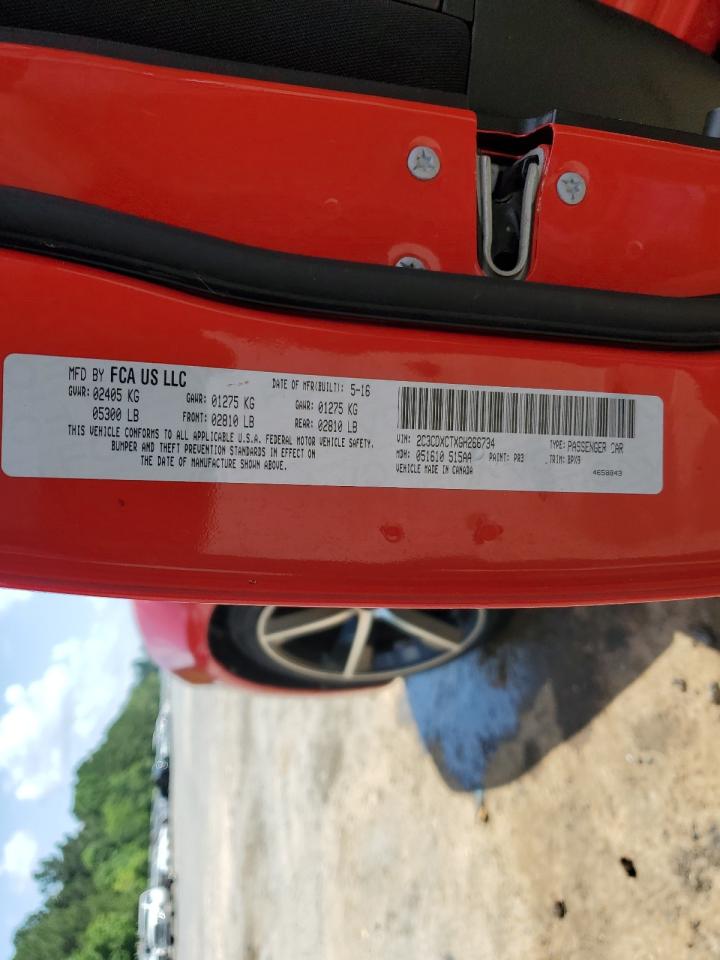 MFD BY FCA US LLC
DATE OF MFR(BUILT): 5-16
GVWR: 02405 KG GAWR: 01275 KG GAWR: 01275 KG
05300 LB FRONT: 02810 LB REAR: 02810 LB
THIS VEHICLE CONFORMS TO ALL APPLICABLE U.S.A. FEDERAL MOTOR VEHICLE SAFETY,
BUMPER AND THEFT PREVENTION STANDARDS IN EFFECT ON
THE DATE OF MANUFACTURE SHOWN ABOVE.
VIN: 2C3CDXCTXGH266734 TYPE: PASSENGER CAR
MDH: 051610 515AA PAINT: PR3 TRIM: BPX9
VEHICLE MADE IN CANADA 4658843